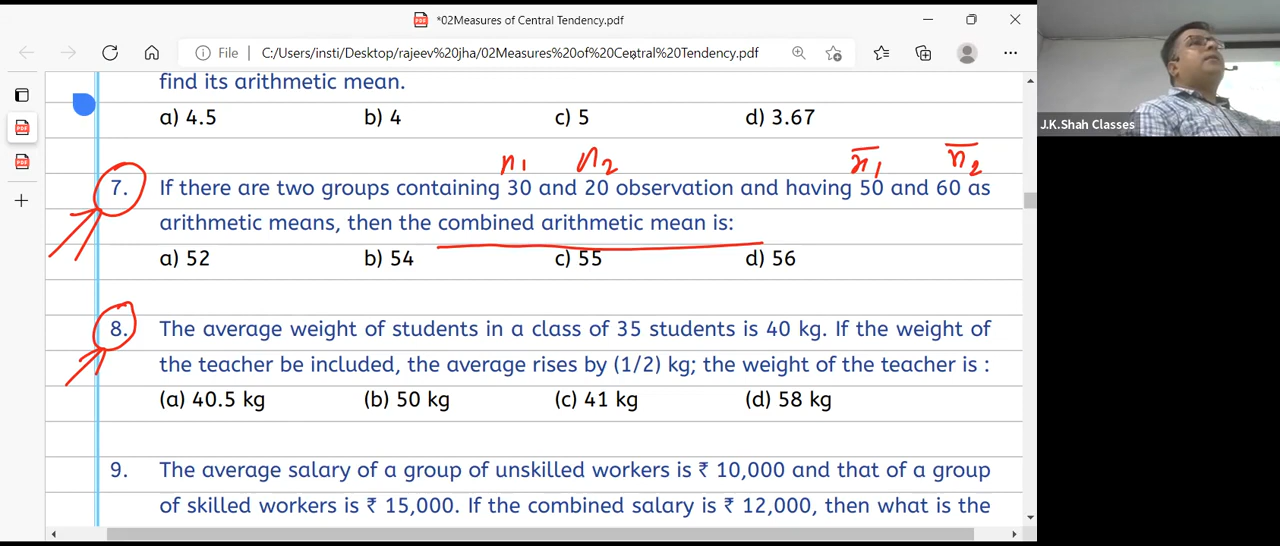 *02Measures of Central Tendency.pdf
File C:/Users/insti/Desktop/rajeev%20jha/02Measures%20of%20Central%20Tendency.pdf
J.K.Shah Classes
find its arithmetic mean.
a) 4.5 b) 4 c) 5 d) 3.67
n1 n2 x̄1 x̄2
7. If there are two groups containing 30 and 20 observation and having 50 and 60 as
arithmetic means, then the combined arithmetic mean is:
a) 52 b) 54 c) 55 d) 56
8. The average weight of students in a class of 35 students is 40 kg. If the weight of
the teacher be included, the average rises by (1/2) kg; the weight of the teacher is :
(a) 40.5 kg (b) 50 kg (c) 41 kg (d) 58 kg
9. The average salary of a group of unskilled workers is ₹ 10,000 and that of a group
of skilled workers is ₹ 15,000. If the combined salary is ₹ 12,000, then what is the